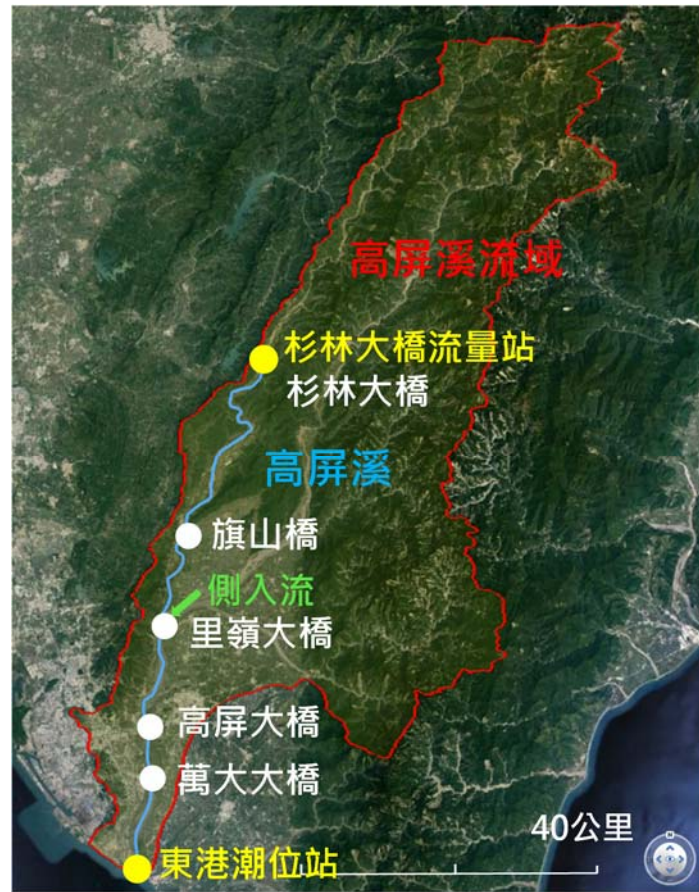 高屏溪流域
杉林大橋流量站
杉林大橋
高屏溪
旗山橋
側入流
里嶺大橋
高屏大橋
萬大大橋
40公里
東港潮位站
N